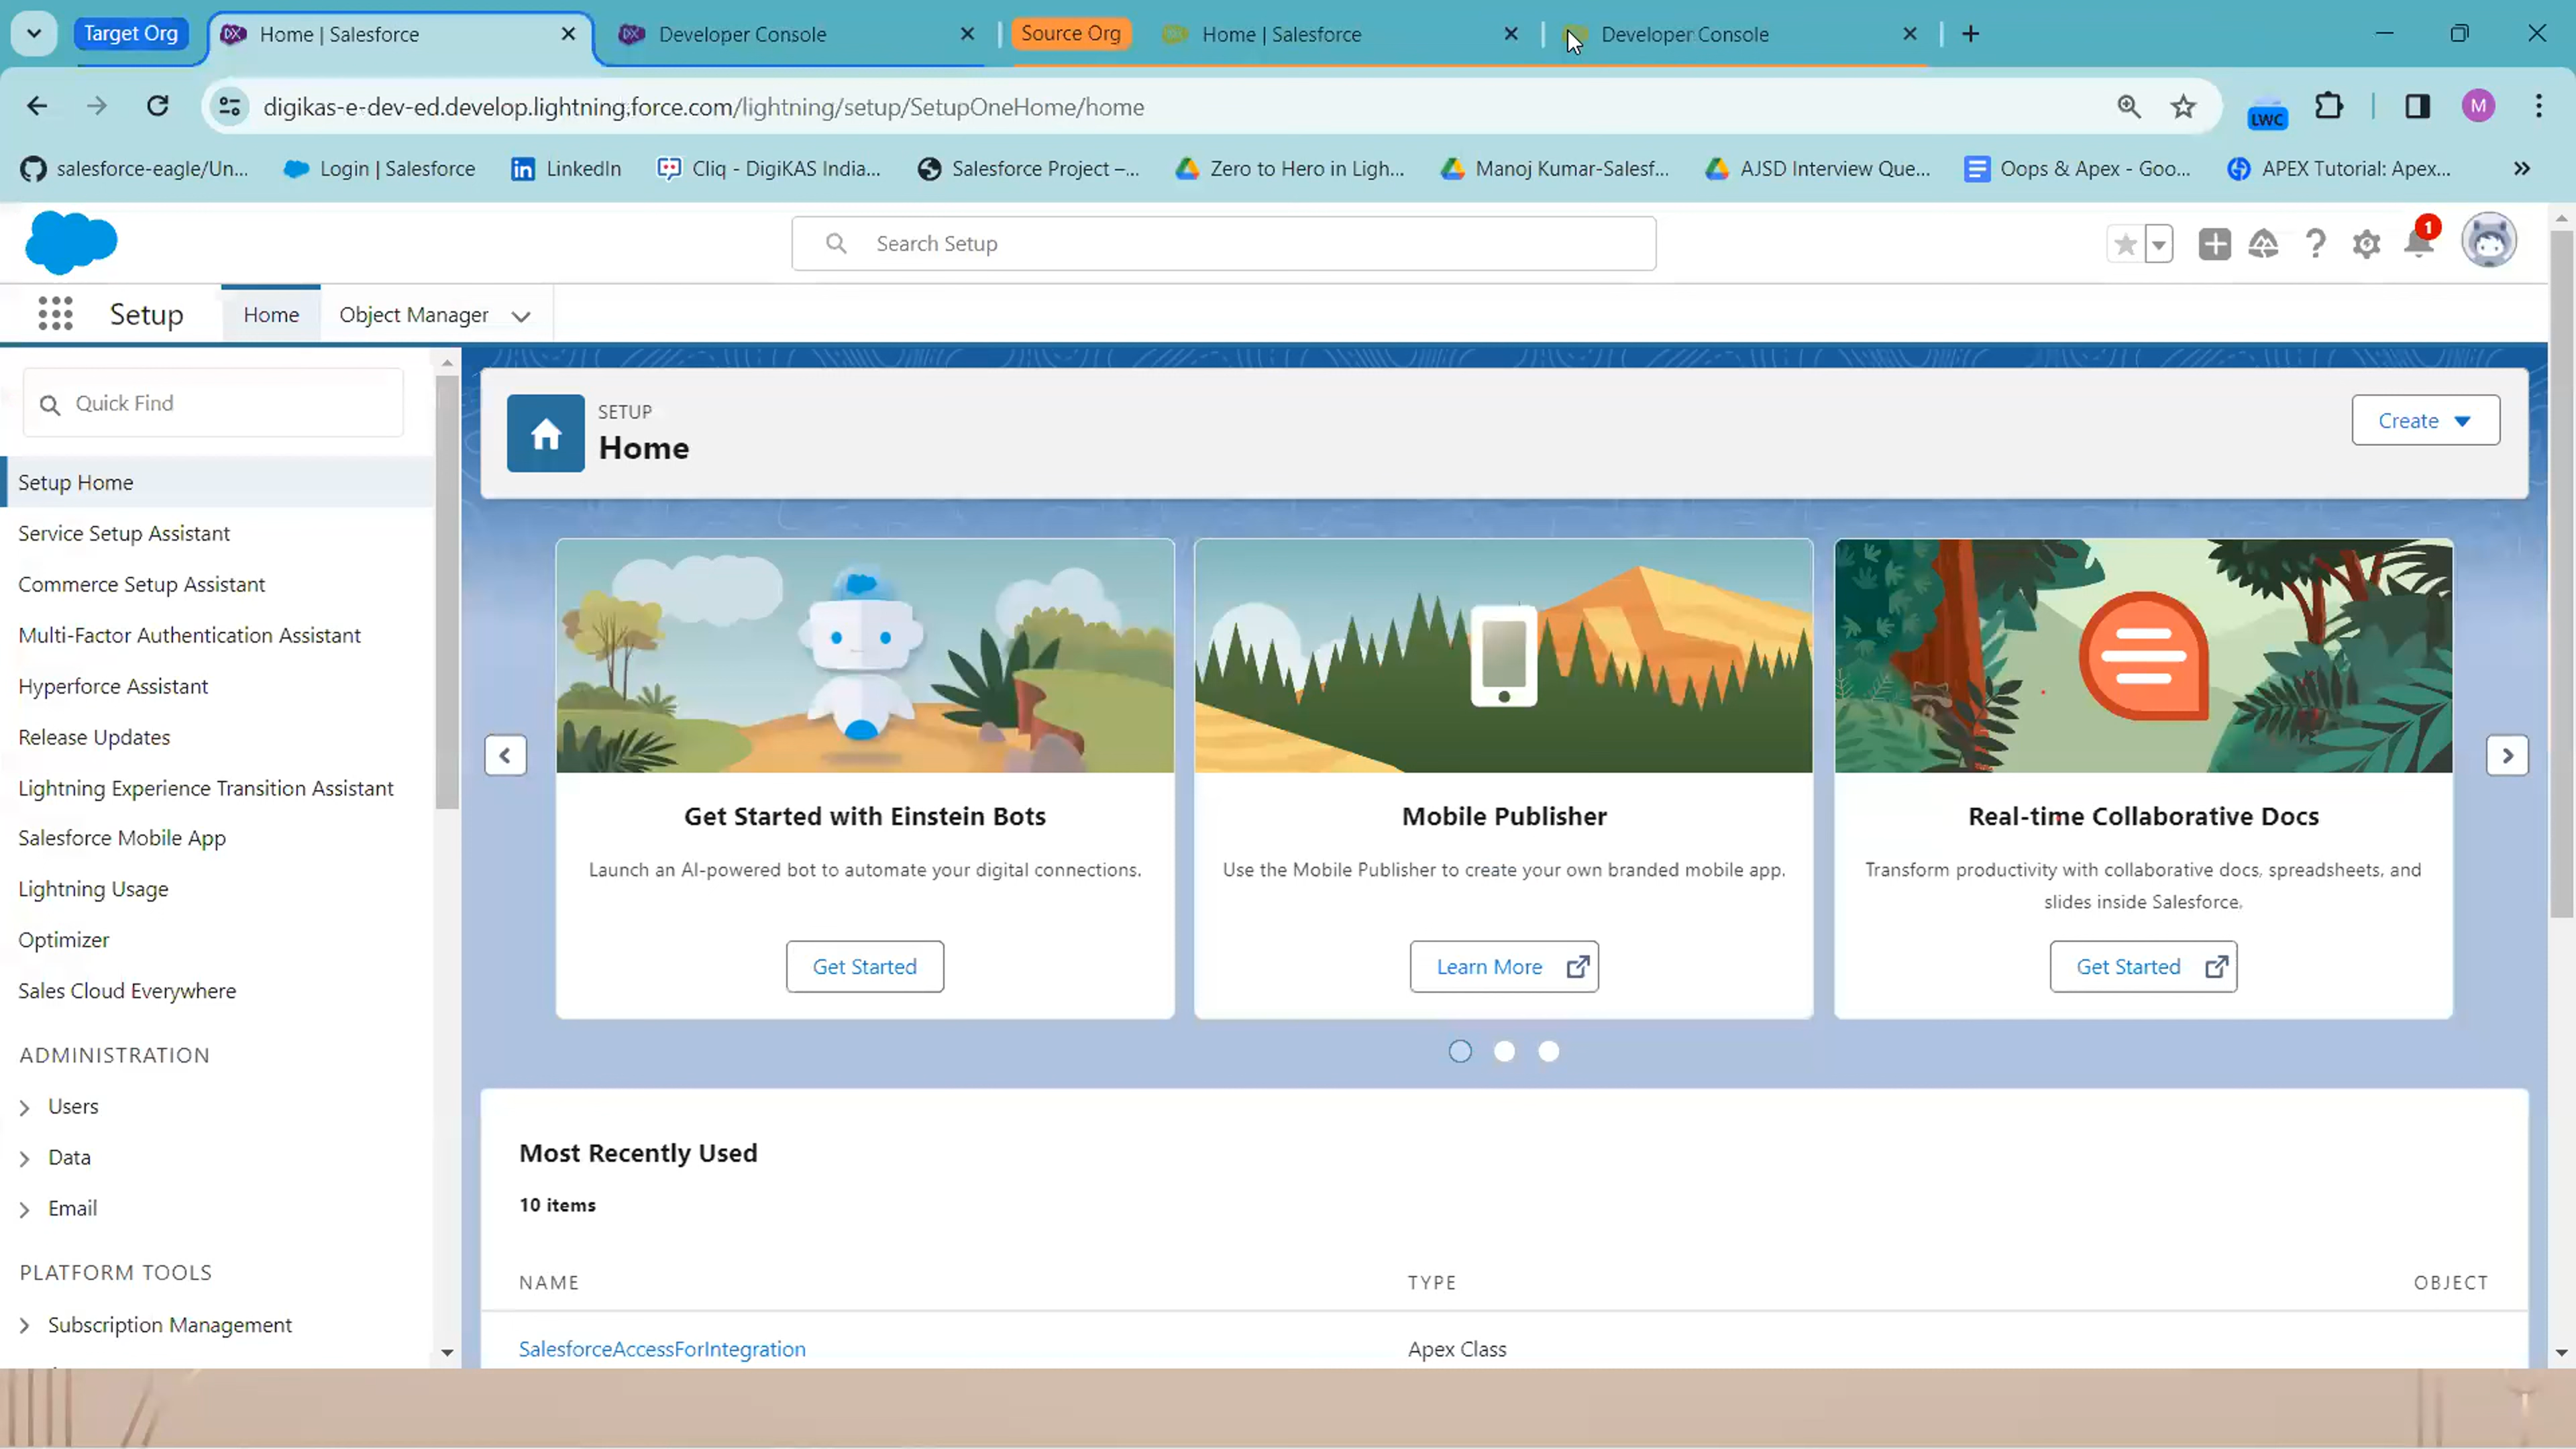 Target Org
Home | Salesforce
Developer Console
Source Org
Home | Salesforce
Developer Console
digikas-e-dev-ed.develop.lightning.force.com/lightning/setup/SetupOneHome/home
LWC
M
salesforce-eagle/Un...
Login | Salesforce
LinkedIn
Cliq - DigiKAS India...
Salesforce Project –...
Zero to Hero in Ligh...
Manoj Kumar-Salesf...
AJSD Interview Que...
Oops & Apex - Goo...
APEX Tutorial: Apex...
Search Setup
1
Setup
Home
Object Manager
Quick Find
Setup Home
Service Setup Assistant
Commerce Setup Assistant
Multi-Factor Authentication Assistant
Hyperforce Assistant
Release Updates
Lightning Experience Transition Assistant
Salesforce Mobile App
Lightning Usage
Optimizer
Sales Cloud Everywhere
ADMINISTRATION
Users
Data
Email
PLATFORM TOOLS
Subscription Management
SETUP
Home
Create
Get Started with Einstein Bots
Launch an AI-powered bot to automate your digital connections.
Get Started
Mobile Publisher
Use the Mobile Publisher to create your own branded mobile app.
Learn More
Real-time Collaborative Docs
Transform productivity with collaborative docs, spreadsheets, and
slides inside Salesforce.
Get Started
Most Recently Used
10 items
NAME TYPE OBJECT
SalesforceAccessForIntegration Apex Class